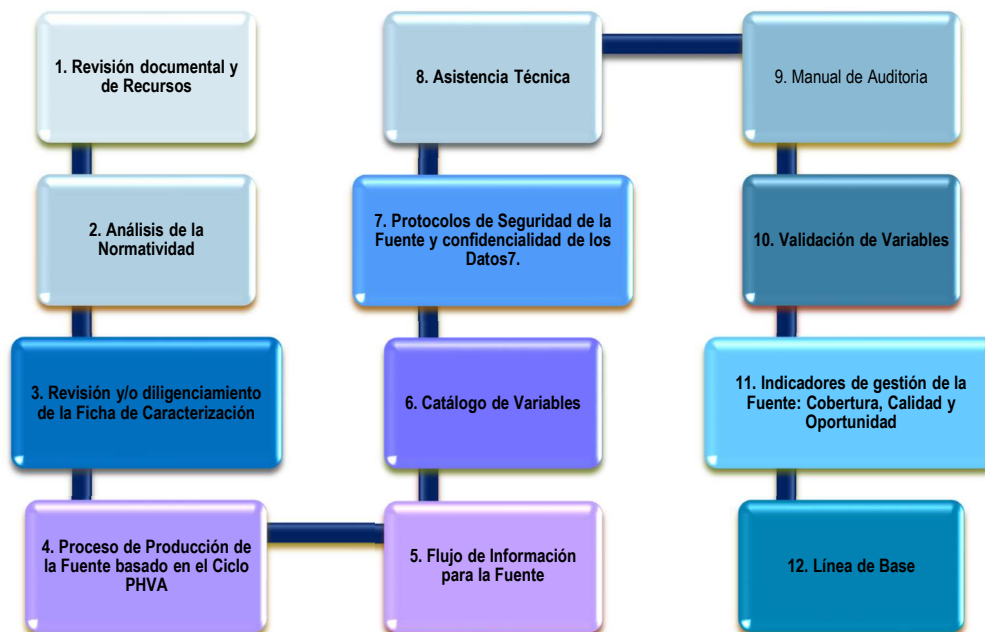 1. Revisión documental y
de Recursos
2. Análisis de la
Normatividad
3. Revisión y/o diligenciamiento
de la Ficha de Caracterización
4. Proceso de Producción de
la Fuente basado en el Ciclo
PHVA
5. Flujo de Información
para la Fuente
6. Catálogo de Variables
7. Protocolos de Seguridad de la
Fuente y confidencialidad de los
Datos7.
8. Asistencia Técnica
9. Manual de Auditoria
10. Validación de Variables
11. Indicadores de gestión de la
Fuente: Cobertura, Calidad y
Oportunidad
12. Línea de Base